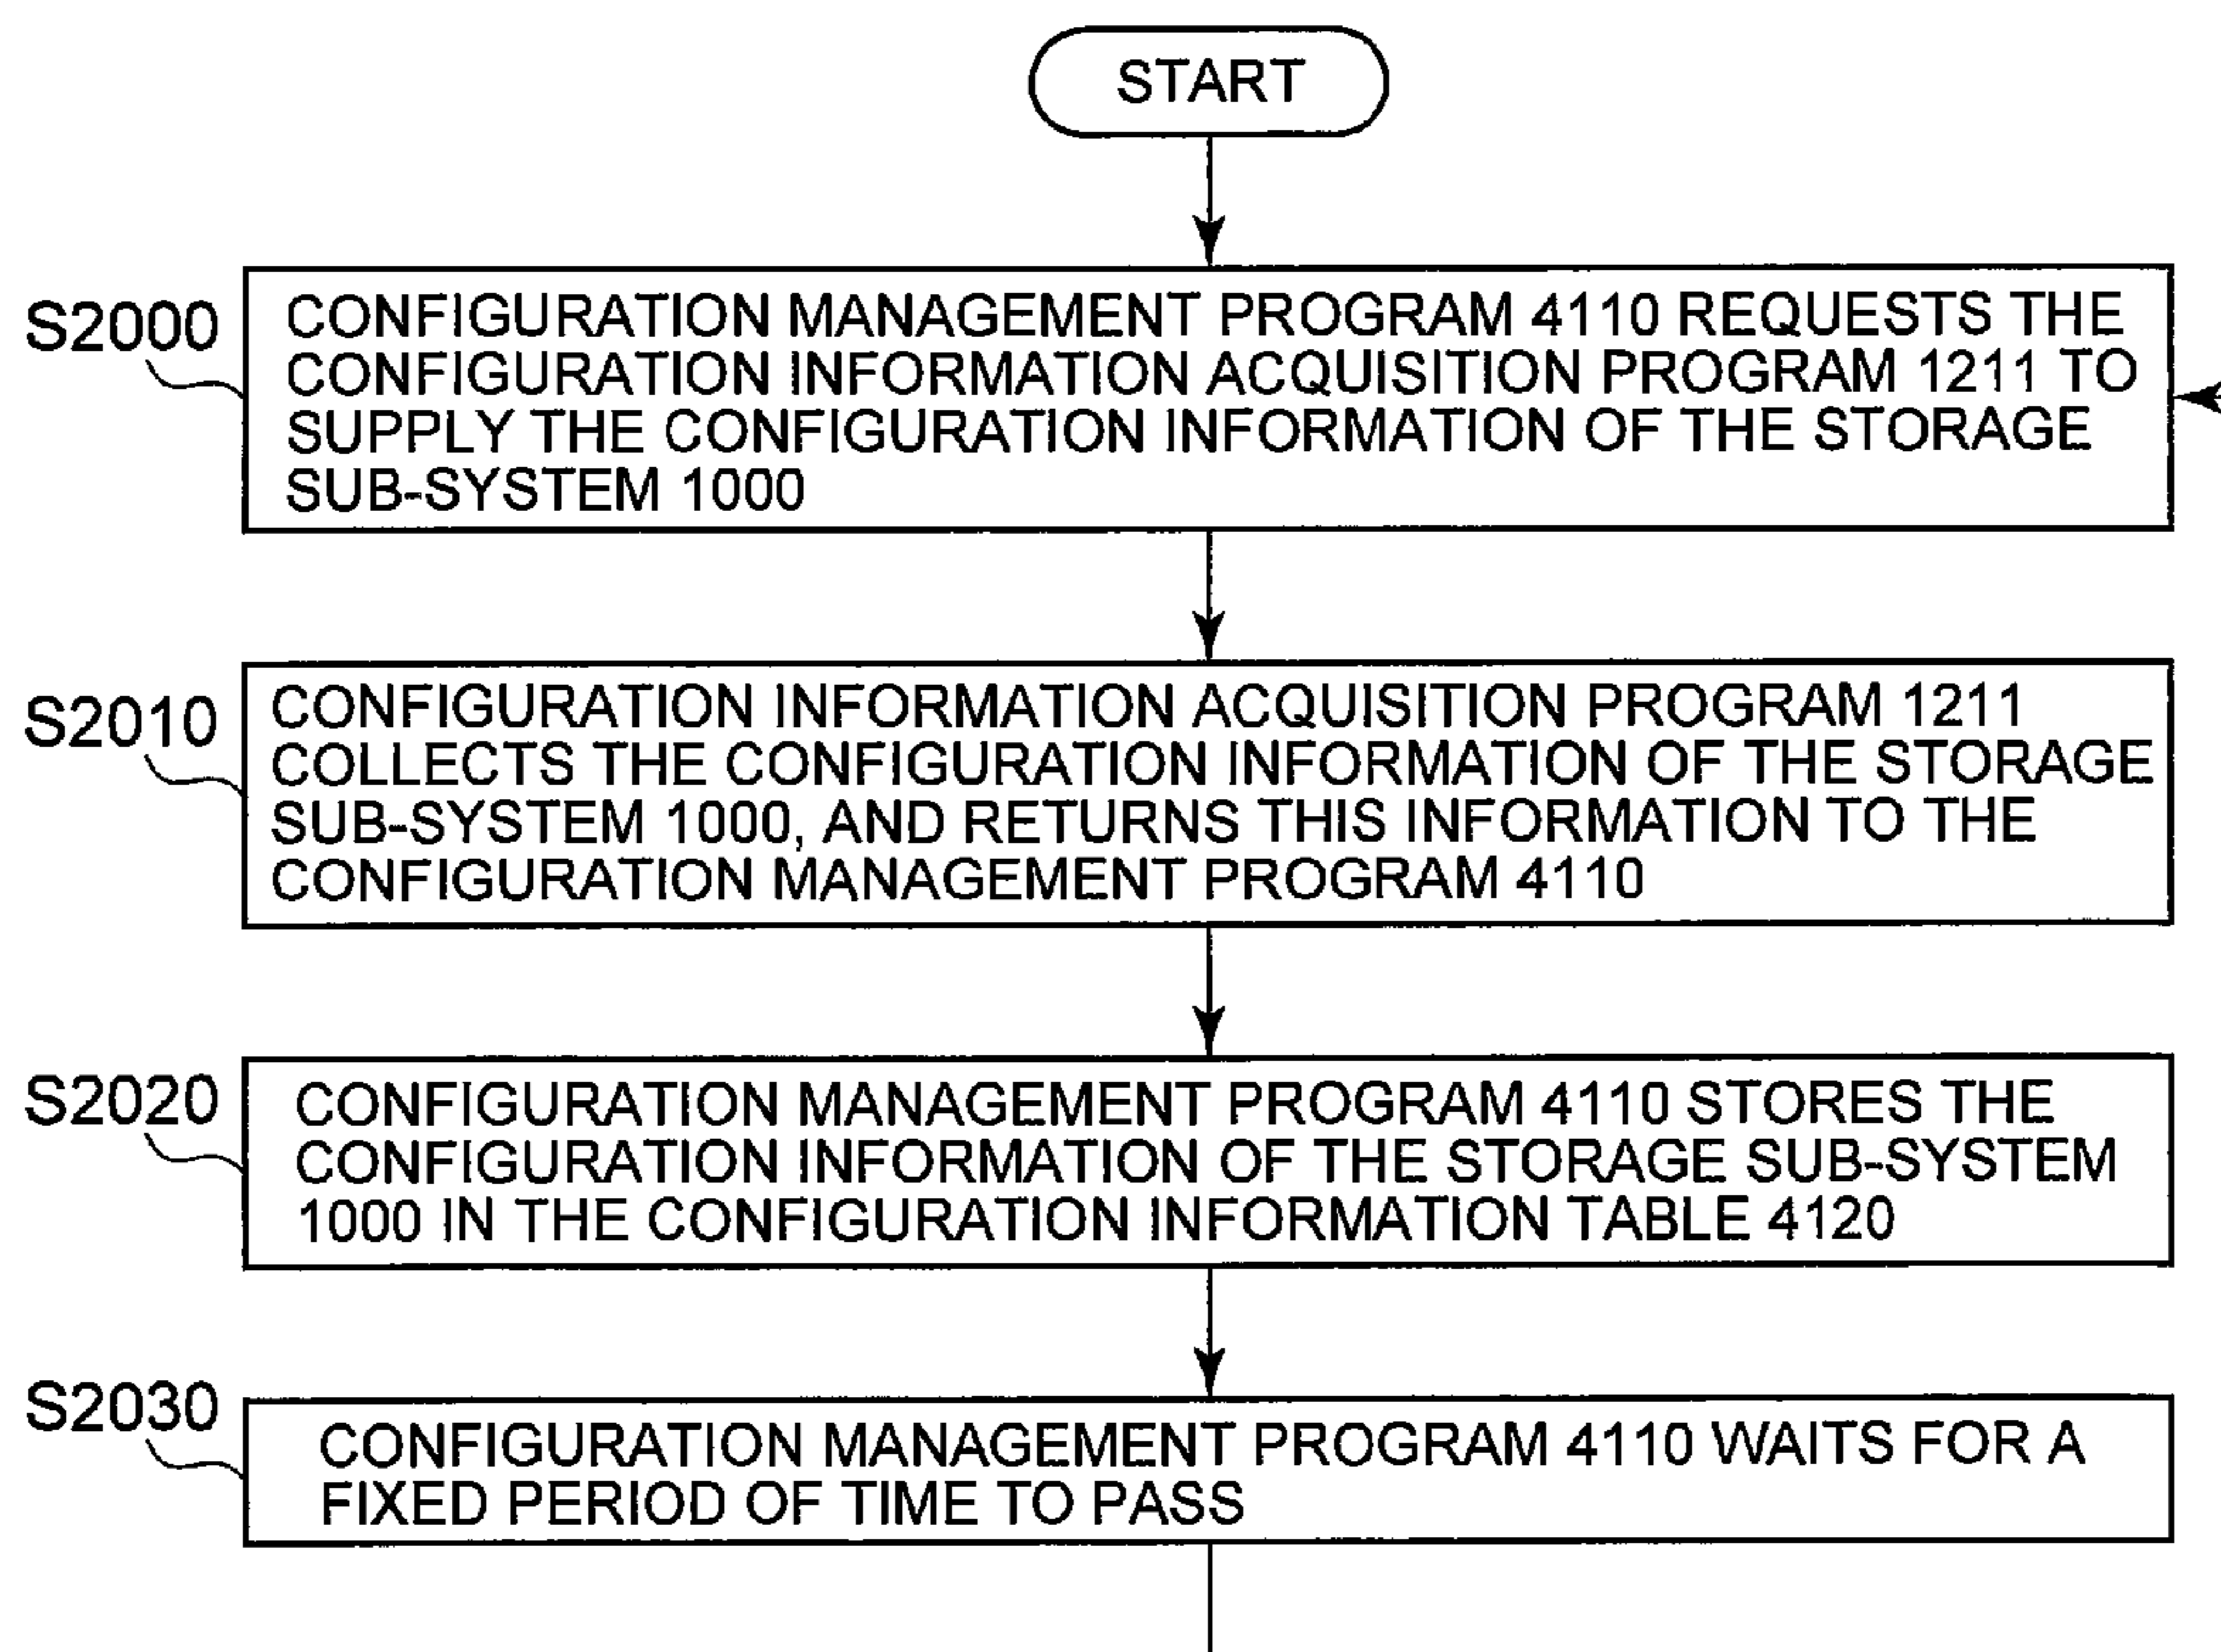 START
S2000
CONFIGURATION MANAGEMENT PROGRAM 4110 REQUESTS THE
CONFIGURATION INFORMATION ACQUISITION PROGRAM 1211 TO
SUPPLY THE CONFIGURATION INFORMATION OF THE STORAGE
SUB-SYSTEM 1000
S2010
CONFIGURATION INFORMATION ACQUISITION PROGRAM 1211
COLLECTS THE CONFIGURATION INFORMATION OF THE STORAGE
SUB-SYSTEM 1000, AND RETURNS THIS INFORMATION TO THE
CONFIGURATION MANAGEMENT PROGRAM 4110
S2020
CONFIGURATION MANAGEMENT PROGRAM 4110 STORES THE
CONFIGURATION INFORMATION OF THE STORAGE SUB-SYSTEM
1000 IN THE CONFIGURATION INFORMATION TABLE 4120
S2030
CONFIGURATION MANAGEMENT PROGRAM 4110 WAITS FOR A
FIXED PERIOD OF TIME TO PASS